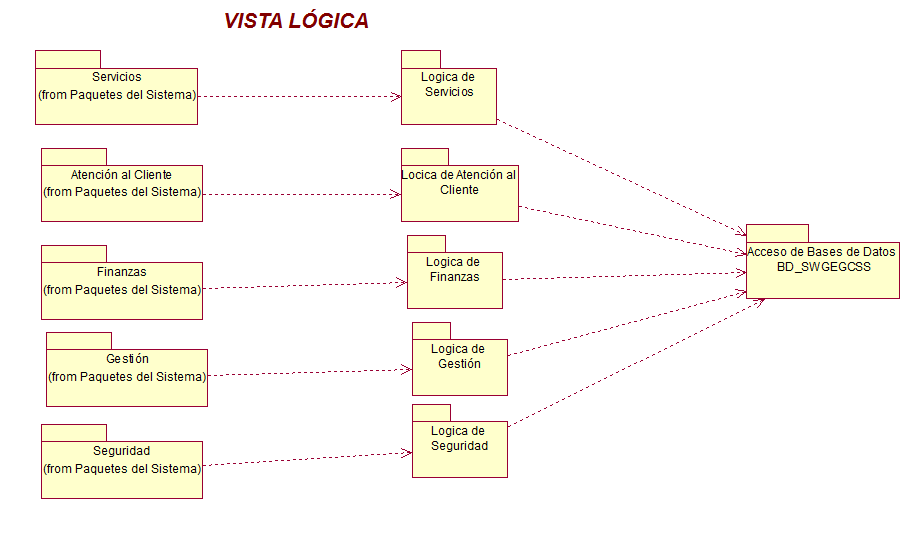 VISTA LÓGICA
Servicios
(from Paquetes del Sistema)
Logica de
Servicios
Atención al Cliente
(from Paquetes del Sistema)
Locica de Atención al
Cliente
Acceso de Bases de Datos
BD_SWGEGCSS
Finanzas
(from Paquetes del Sistema)
Logica de
Finanzas
Gestión
(from Paquetes del Sistema)
Logica de
Gestión
Seguridad
(from Paquetes del Sistema)
Logica de
Seguridad